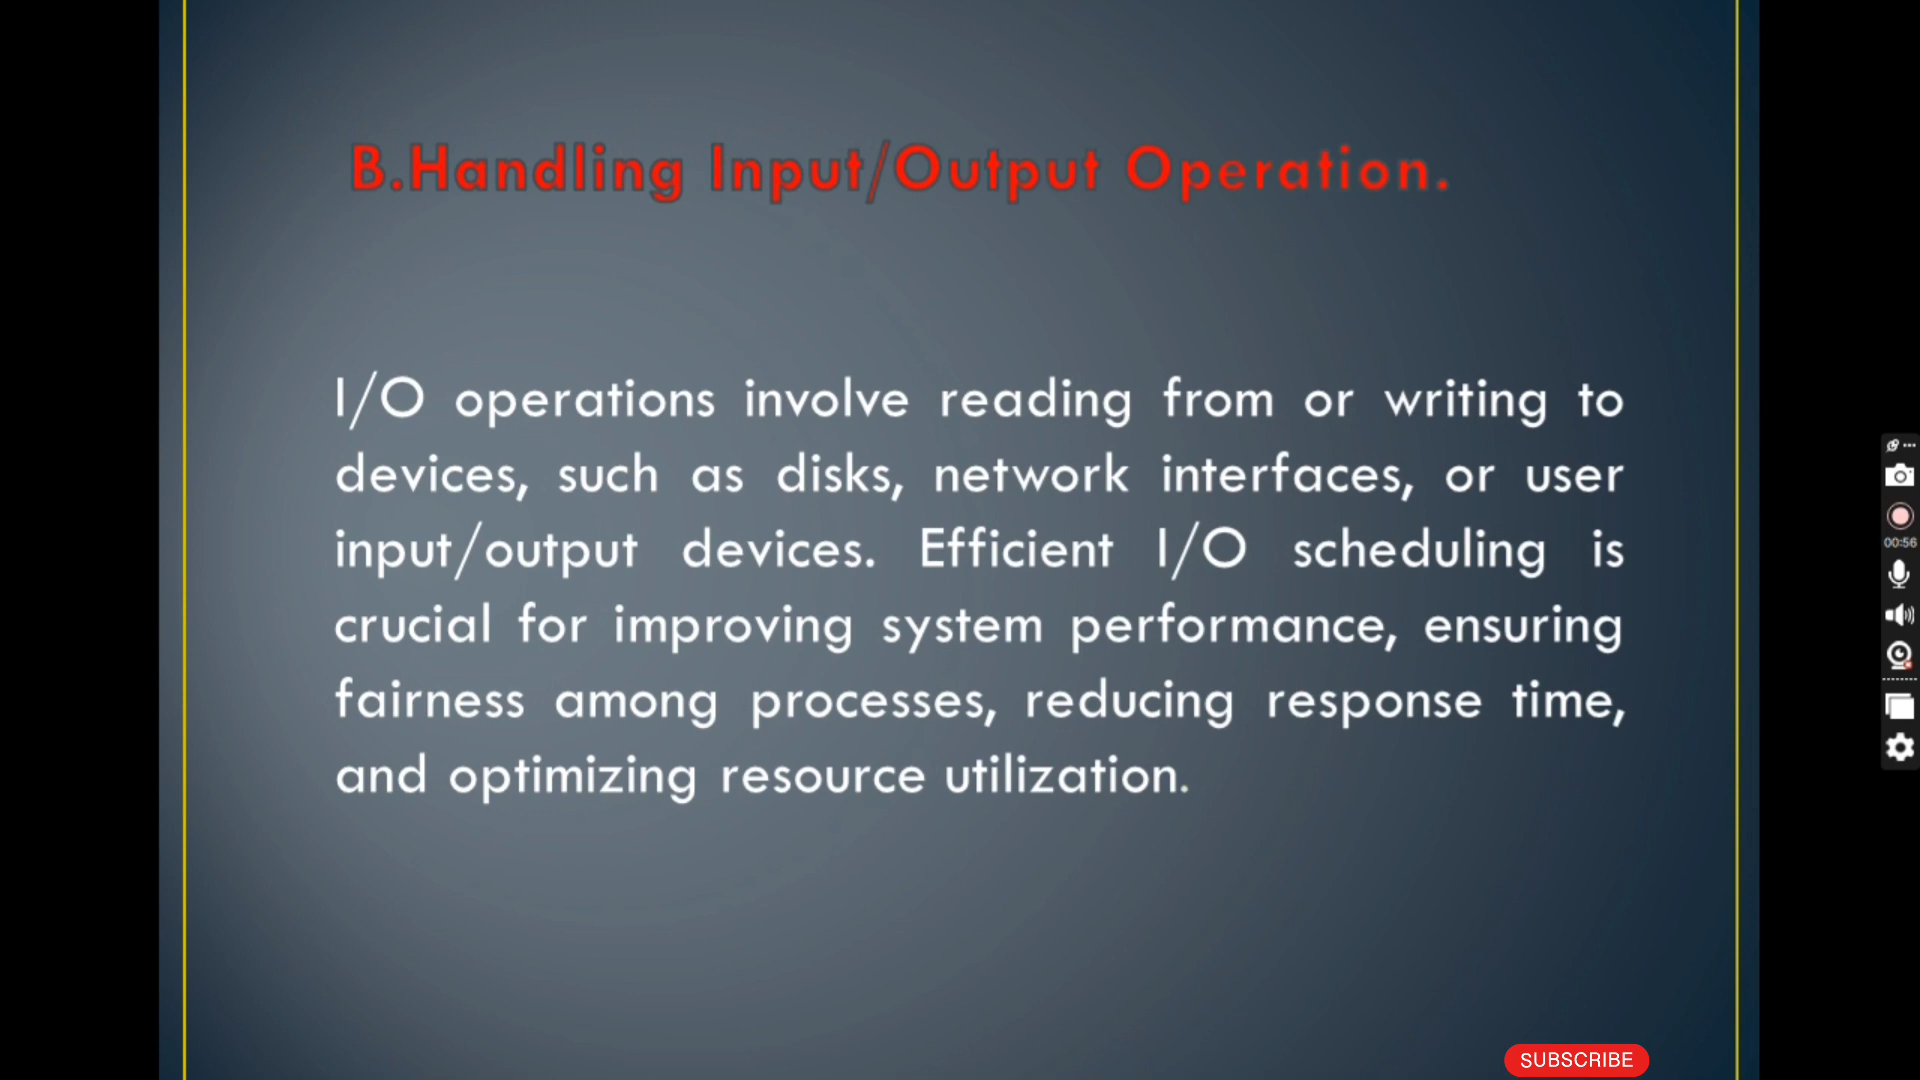 B.Handling Input/Output Operation.
I/O operations involve reading from or writing to
devices, such as disks, network interfaces, or user
input/output devices. Efficient I/O scheduling is
crucial for improving system performance, ensuring
fairness among processes, reducing response time,
and optimizing resource utilization.
00:56
SUBSCRIBE